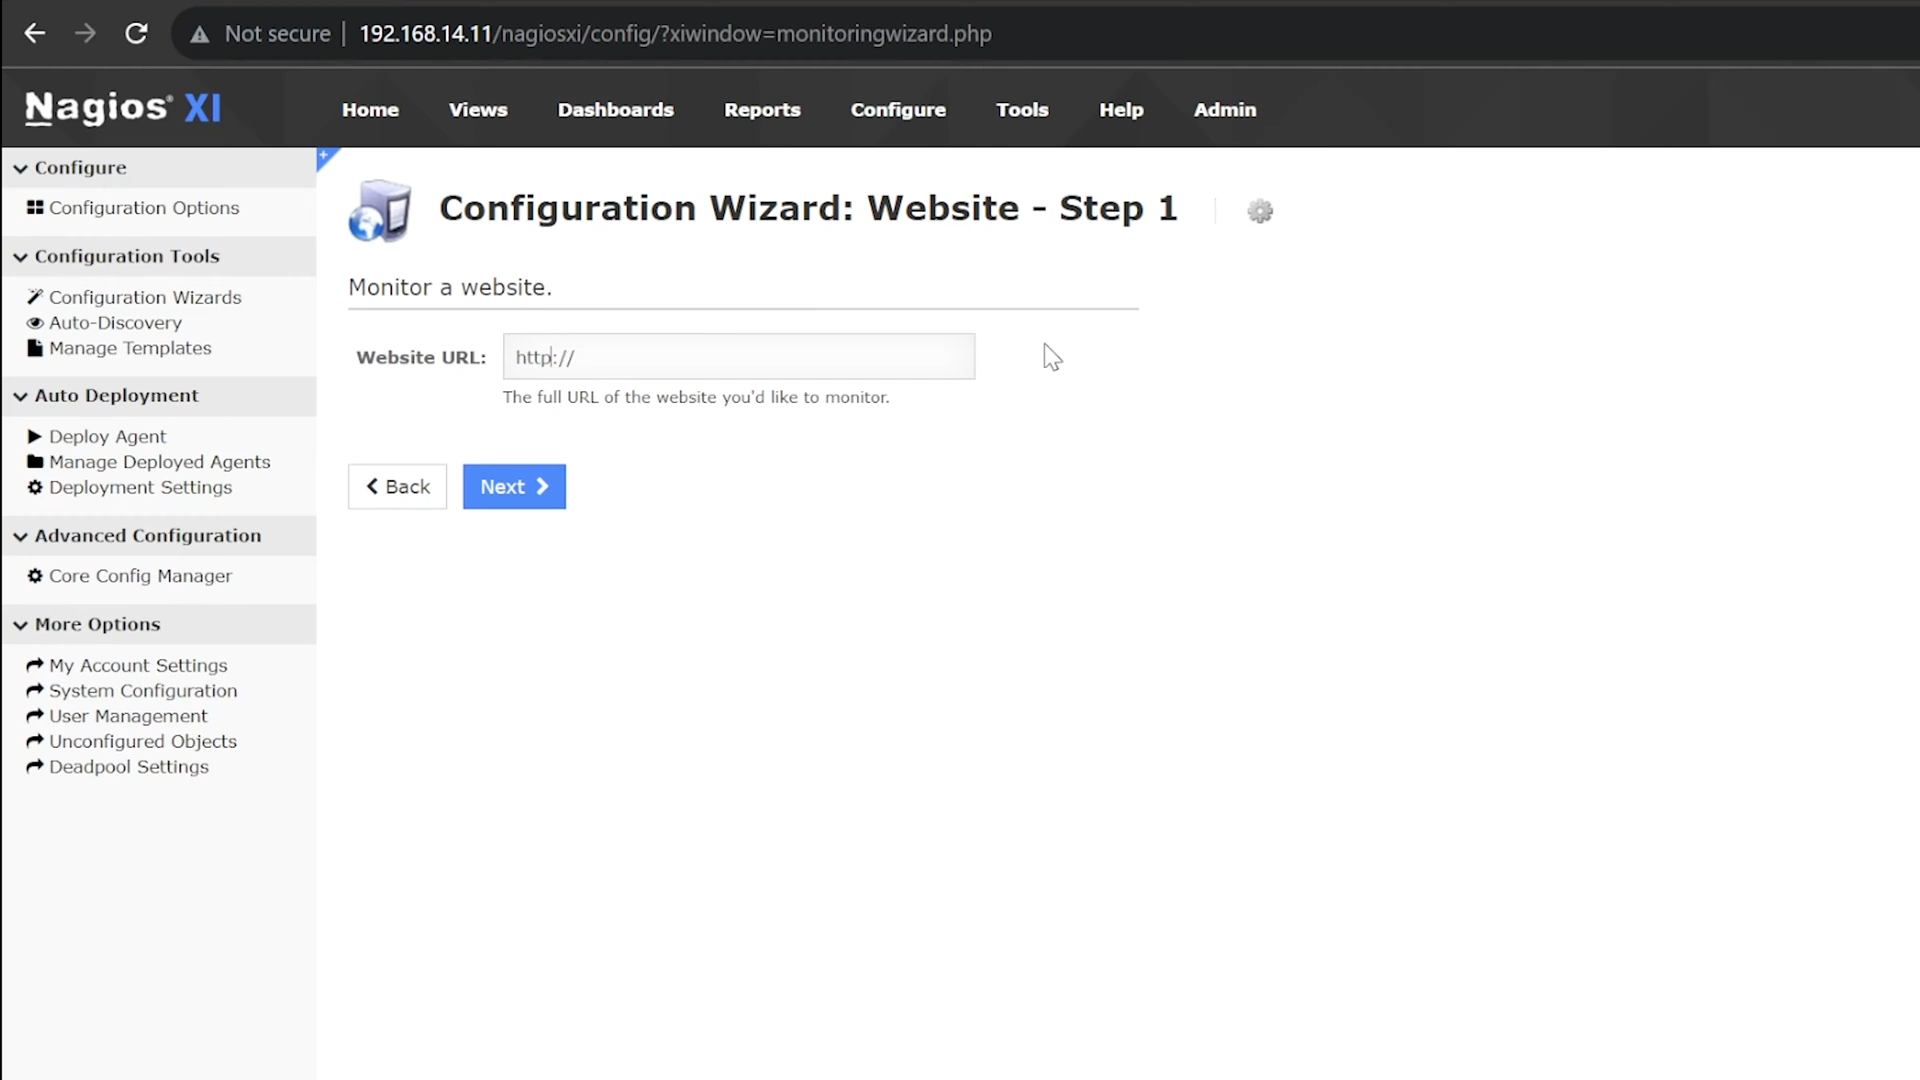 Not secure | 192.168.14.11/nagiosxi/config/?xiwindow=monitoringwizard.php
Nagios® XI
Home Views Dashboards Reports Configure Tools Help Admin
Configure
Configuration Options
Configuration Tools
Configuration Wizards
Auto-Discovery
Manage Templates
Auto Deployment
Deploy Agent
Manage Deployed Agents
Deployment Settings
Advanced Configuration
Core Config Manager
More Options
My Account Settings
System Configuration
User Management
Unconfigured Objects
Deadpool Settings
Configuration Wizard: Website - Step 1
Monitor a website.
Website URL: http://
The full URL of the website you'd like to monitor.
Back Next